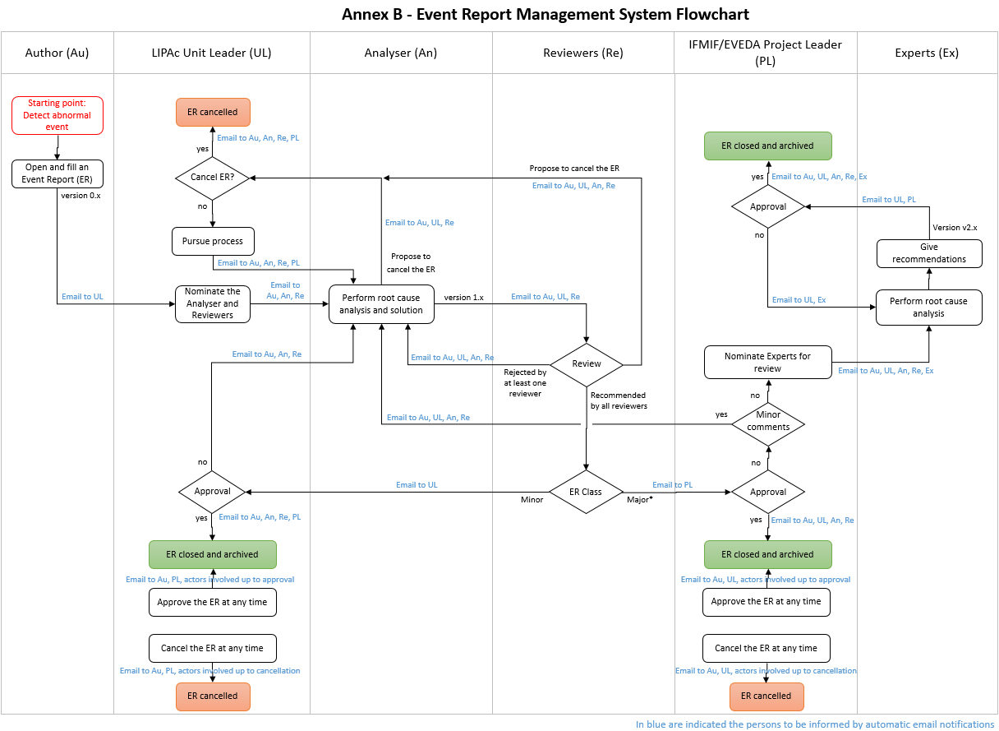 Annex B - Event Report Management System Flowchart
Author (Au)
LIPAc Unit Leader (UL)
Analyser (An)
Reviewers (Re)
IFMIF/EVEDA Project Leader
(PL)
Experts (Ex)
Starting point:
Detect abnormal
event
Open and fill an
Event Report (ER)
version 0.x
Email to UL
ER cancelled
Email to Au, An, Re, PL
yes
Cancel ER?
no
Pursue process
Email to Au, An, Re, PL
Nominate the
Analyser and
Reviewers
Email to
Au, An, Re
Email to Au, An, Re
no
Approval
yes
Email to Au, An, Re, PL
ER closed and archived
Email to Au, PL, actors involved up to approval
Approve the ER at any time
Cancel the ER at any time
Email to Au, PL, actors involved up to cancellation
ER cancelled
Email to Au, UL, Re
Propose to
cancel the ER
Perform root cause
analysis and solution
version 1.x
Email to Au, UL, An, Re
Email to Au, UL, An, Re
Email to UL
Propose to cancel the ER
Email to Au, UL, An, Re
Email to Au, UL, Re
Review
Rejected by
at least one
reviewer
Recommended
by all reviewers
ER Class
Minor
Major*
Email to PL
ER closed and archived
yes
Email to Au, UL, An, Re, Ex
Approval
no
Email to UL, PL
Version v2.x
Give
recommendations
Email to UL, Ex
Perform root cause
analysis
Nominate Experts for
review
Email to Au, UL, An, Re, Ex
no
yes
Minor
comments
no
Approval
yes
Email to Au, UL, An, Re
ER closed and archived
Email to Au, UL, actors involved up to approval
Approve the ER at any time
Cancel the ER at any time
Email to Au, UL, actors involved up to cancellation
ER cancelled
In blue are indicated the persons to be informed by automatic email notifications